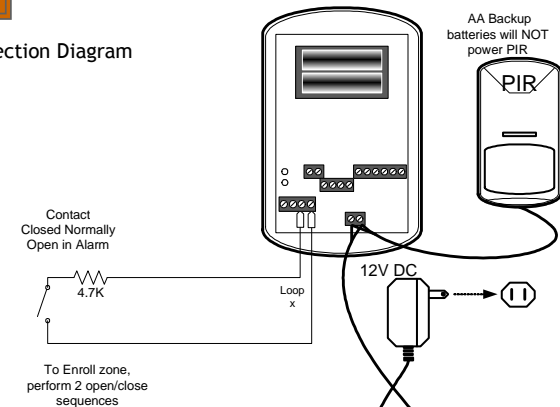 ection Diagram
AA Backup
batteries will NOT
power PIR
PIR
Contact
Closed Normally
Open in Alarm
4.7K
Loop
x
12V DC
To Enroll zone,
perform 2 open/close
sequences